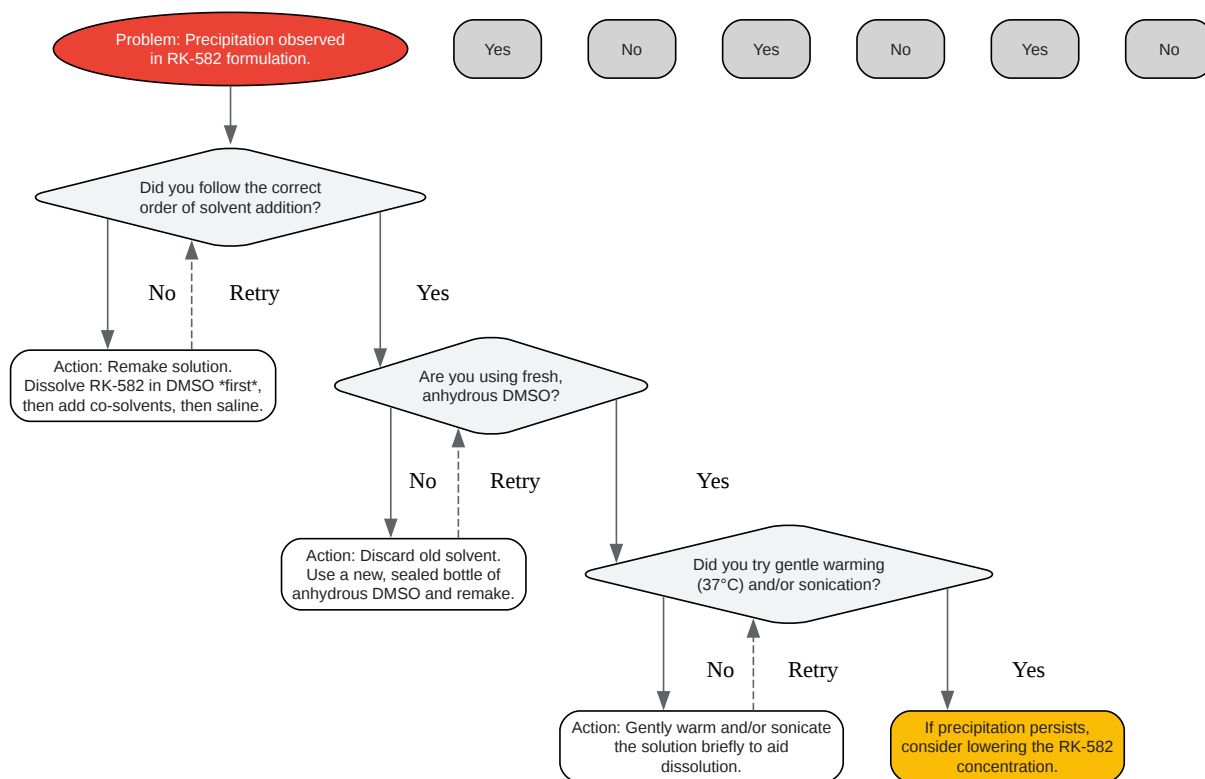 Problem: Precipitation observed
in RK-582 formulation.
Yes
No
Yes
No
Yes
No
Did you follow the correct
order of solvent addition?
No
Retry
Yes
Action: Remake solution.
Dissolve RK-582 in DMSO *first*,
then add co-solvents, then saline.
Are you using fresh,
anhydrous DMSO?
No
Retry
Yes
Action: Discard old solvent.
Use a new, sealed bottle of
anhydrous DMSO and remake.
Did you try gentle warming
(37°C) and/or sonication?
No
Retry
Yes
Action: Gently warm and/or sonicate
the solution briefly to aid
dissolution.
If precipitation persists,
consider lowering the RK-582
concentration.